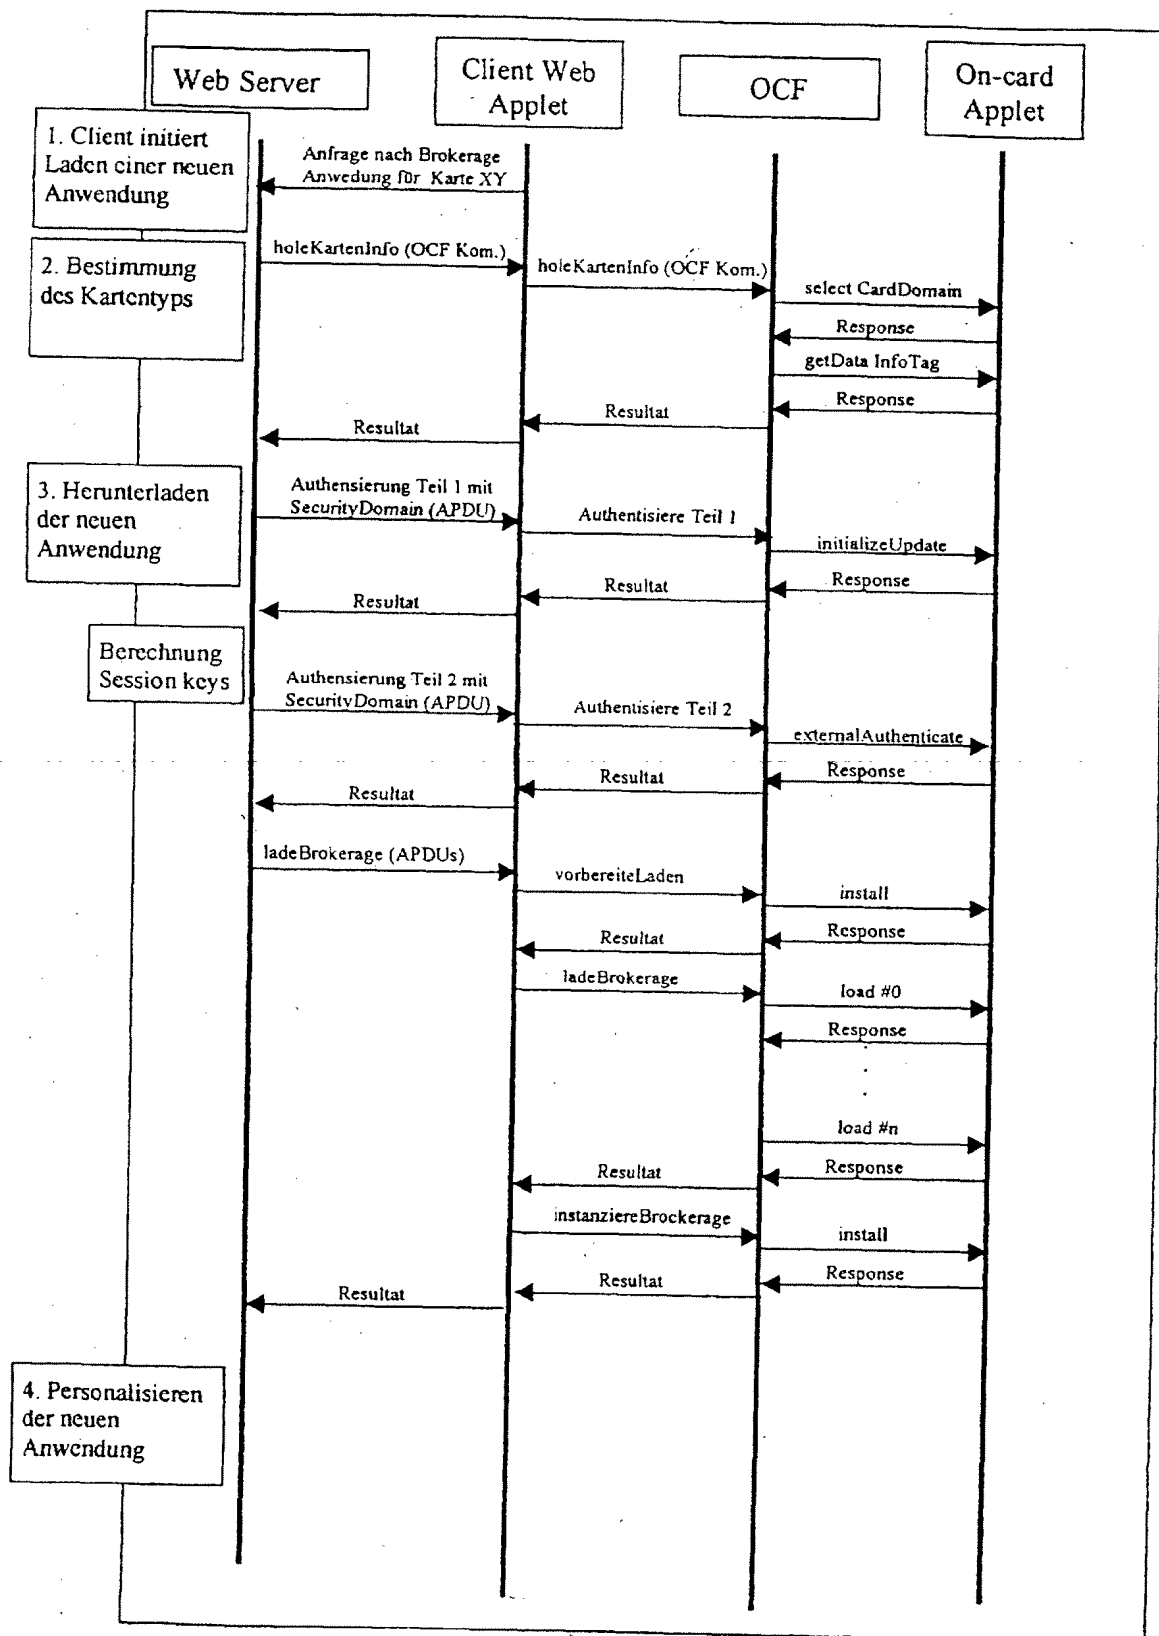 Web Server
Client Web
Applet
OCF
On-card
Applet
1. Client initiiert
Laden einer neuen
Anwendung
Anfrage nach Brokerage
Anwedung für Karte XY
2. Bestimmung
des Kartentyps
holeKartenInfo (OCF Kom.)
holeKartenInfo (OCF Kom.)
select CardDomain
Response
getData InfoTag
Response
Resultat
Resultat
3. Herunterladen
der neuen
Anwendung
Authensierung Teil 1 mit
SecurityDomain (APDU)
Authentisiere Teil 1
initializeUpdate
Response
Resultat
Resultat
Berechnung
Session keys
Authensierung Teil 2 mit
SecurityDomain (APDU)
Authentisiere Teil 2
externalAuthenticate
Response
Resultat
Resultat
ladeBrokerage (APDUs)
vorbereiteLaden
install
Response
Resultat
ladeBrokerage
load #0
Response
.
.
.
load #n
Response
Resultat
instanziereBrockerage
install
Response
Resultat
Resultat
4. Personalisieren
der neuen
Anwendung